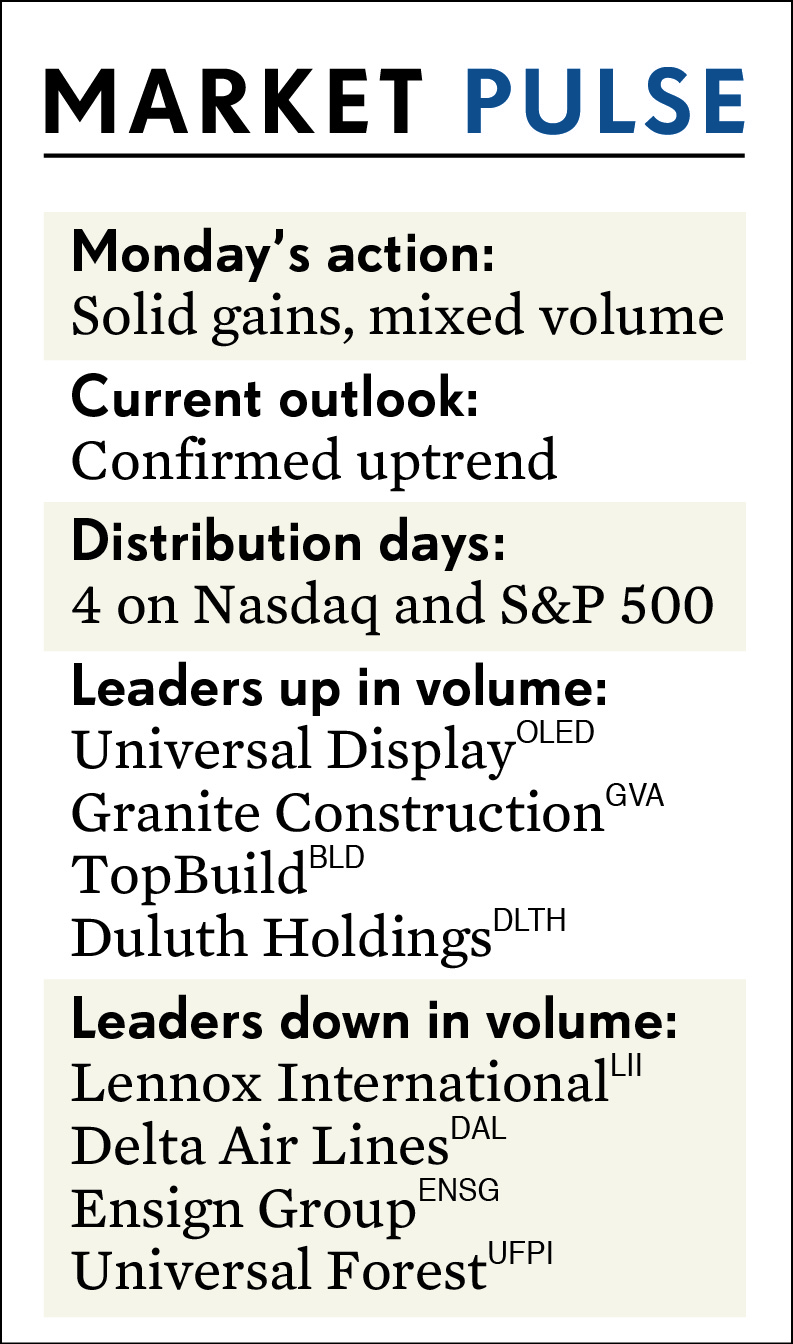 MARKET PULSE
Monday’s action:
Solid gains, mixed volume
Current outlook:
Confirmed uptrend
Distribution days:
4 on Nasdaq and S&P 500
Leaders up in volume:
Universal Display OLED
Granite Construction GVA
TopBuild BLD
Duluth Holdings DLTH
Leaders down in volume:
Lennox International LII
Delta Air Lines DAL
Ensign Group ENSG
Universal Forest UFPI